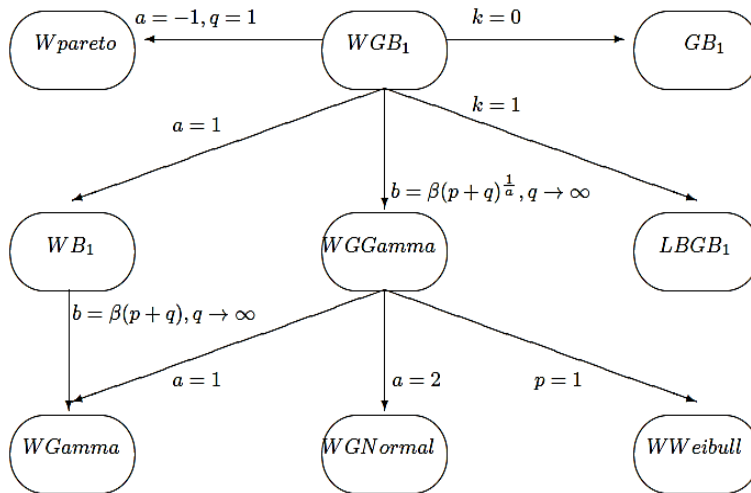 a = −1, q = 1
k = 0
Wpareto
WGB₁
GB₁
a = 1
k = 1
b = β(p + q)^{1/a}, q → ∞
WB₁
WGGamma
LBGB₁
b = β(p + q), q → ∞
a = 1
a = 2
p = 1
WGamma
WGNormal
WWeibull